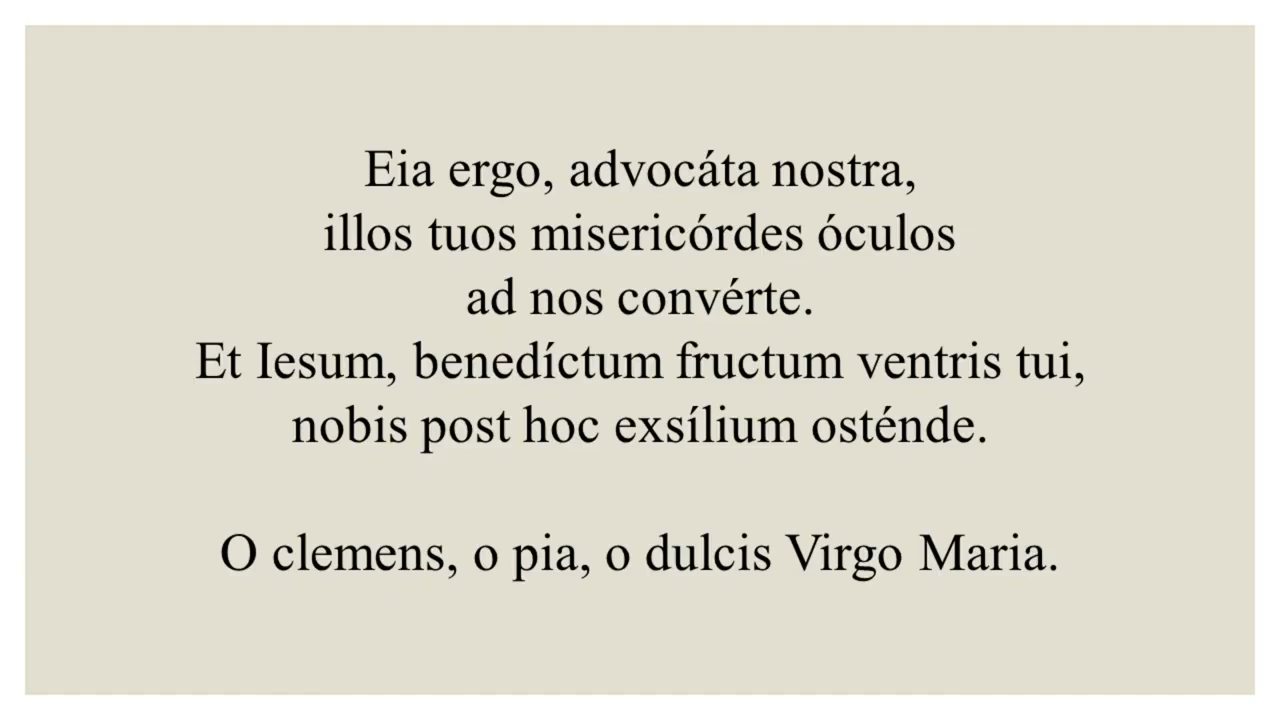 Eia ergo, advocáta nostra,
illos tuos misericórdes óculos
ad nos convérte.
Et Iesum, benedíctum fructum ventris tui,
nobis post hoc exsílium osténde.
O clemens, o pia, o dulcis Virgo Maria.